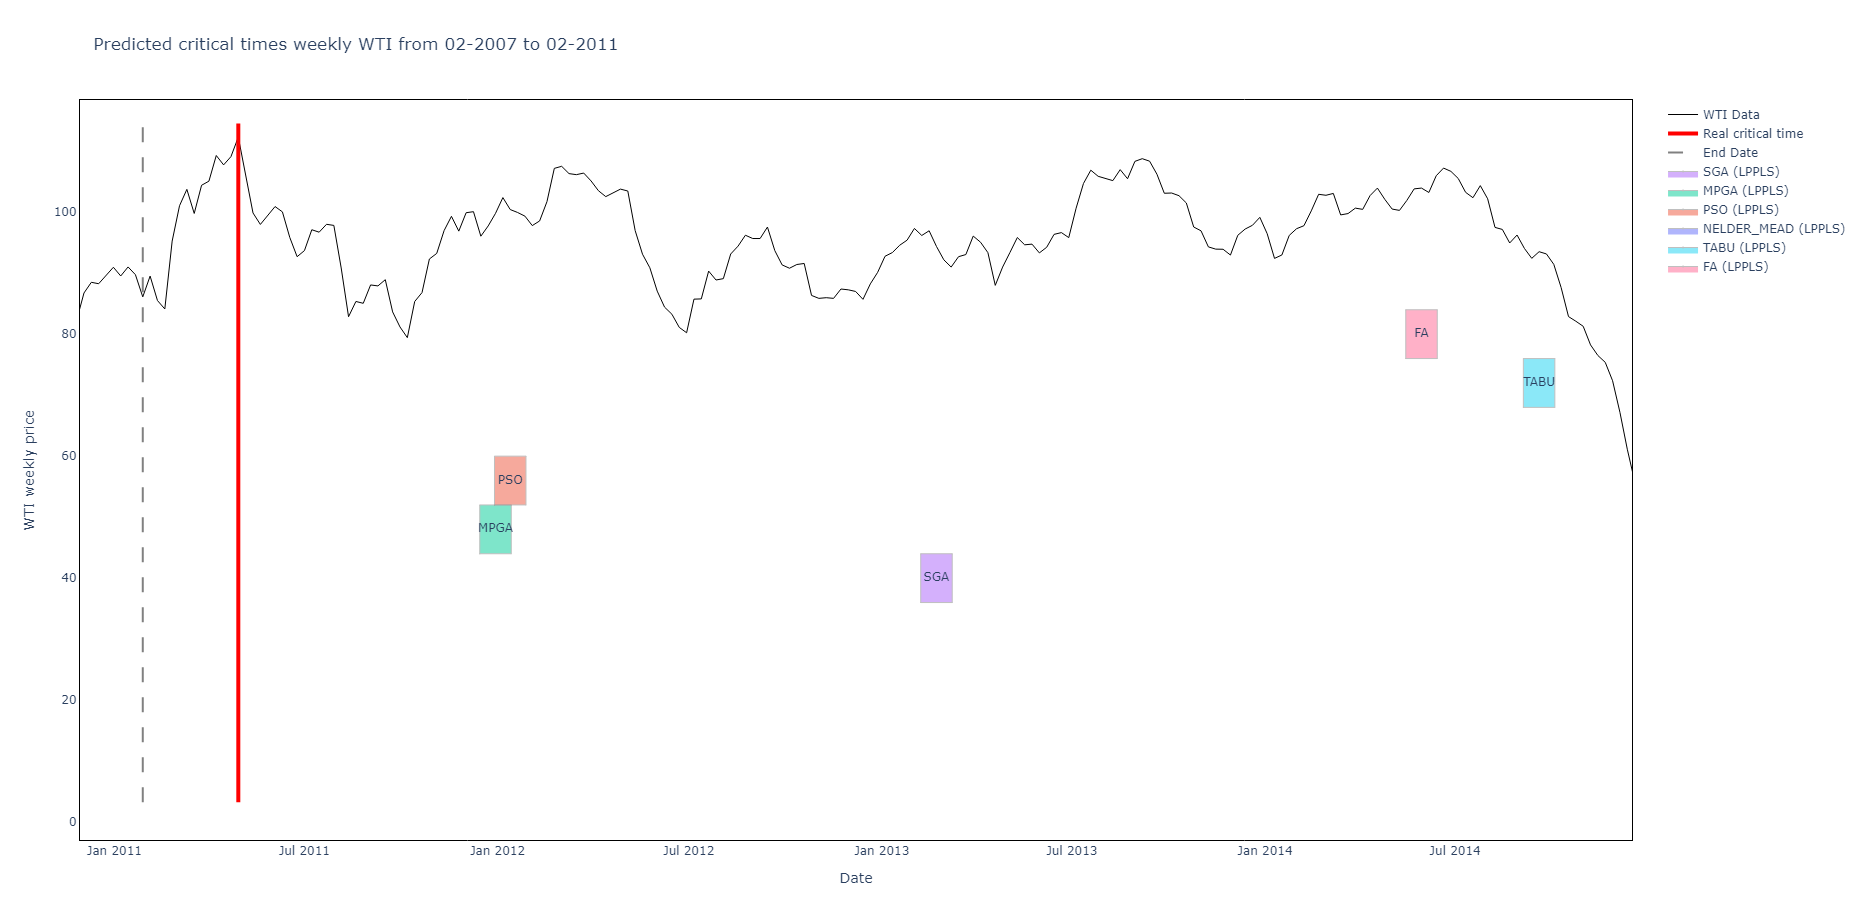 Predicted critical times weekly WTI from 02-2007 to 02-2011
WTI Data
Real critical time
End Date
SGA (LPPLS)
MPGA (LPPLS)
PSO (LPPLS)
NELDER_MEAD (LPPLS)
TABU (LPPLS)
FA (LPPLS)
WTI weekly price
100
80
60
40
20
0
FA
TABU
PSO
MPGA
SGA
Jan 2011
Jul 2011
Jan 2012
Jul 2012
Jan 2013
Jul 2013
Jan 2014
Jul 2014
Date